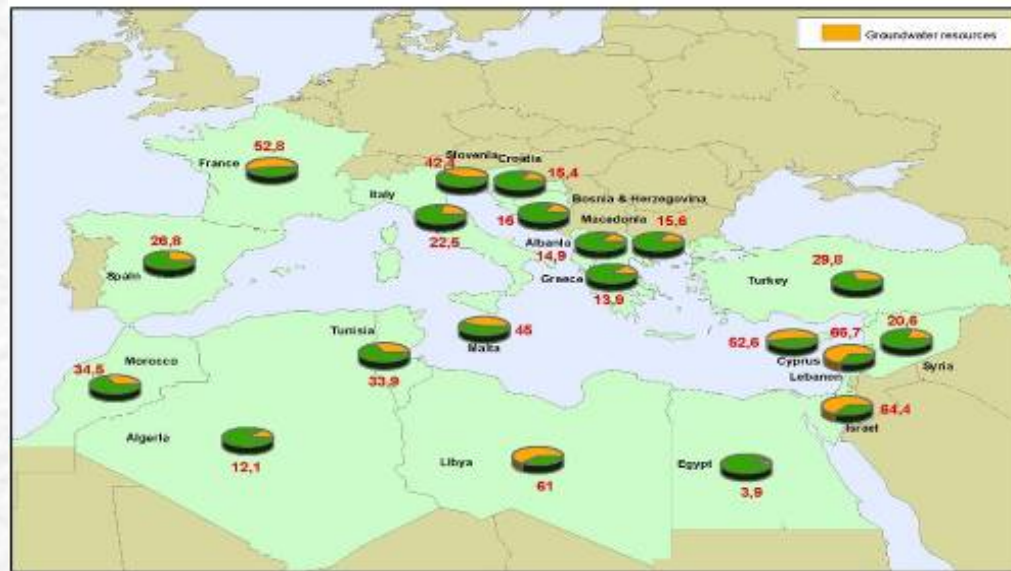 Groundwater resources
52,8
France
Slovenia
Croatia
42,4
15,4
Italy
Bosnia & Herzegovina
16
Macedonia
15,6
22,5
Albania
14,9
26,8
Spain
Greece
13,9
29,8
Turkey
Tunisia
45
Malta
33,9
52,6
66,7
20,6
Cyprus
Lebanon
Syria
Morocco
34,5
64,4
Israel
Algeria
12,1
Libya
61
Egypt
3,9